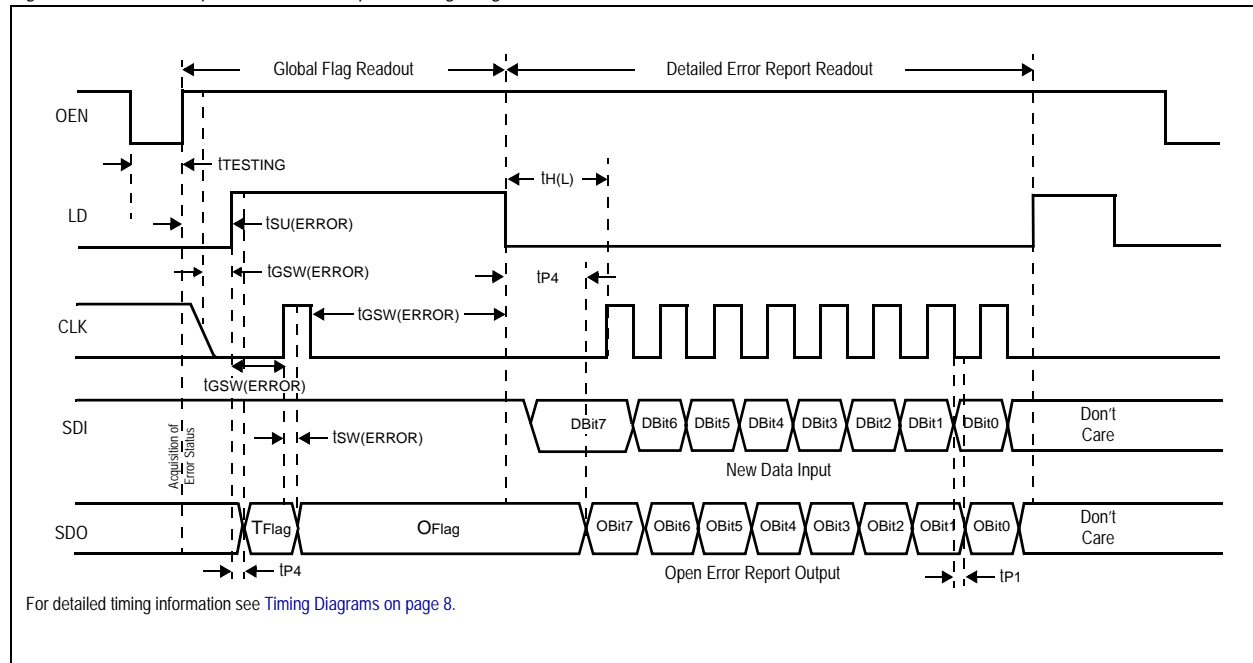 Global Flag Readout
Detailed Error Report Readout
OEN
tTESTING
tH(L)
LD
tSU(ERROR)
tGSW(ERROR)
tP4
CLK
tGSW(ERROR)
tGSW(ERROR)
SDI
DBit7 DBit6 DBit5 DBit4 DBit3 DBit2 DBit1 DBit0
Don't
Care
tSW(ERROR)
Acquisition of
Error Status
New Data Input
SDO
TFlag
OFlag
OBit7 OBit6 OBit5 OBit4 OBit3 OBit2 OBit1 OBit0
Don't
Care
tP4
Open Error Report Output
tP1
For detailed timing information see Timing Diagrams on page 8.